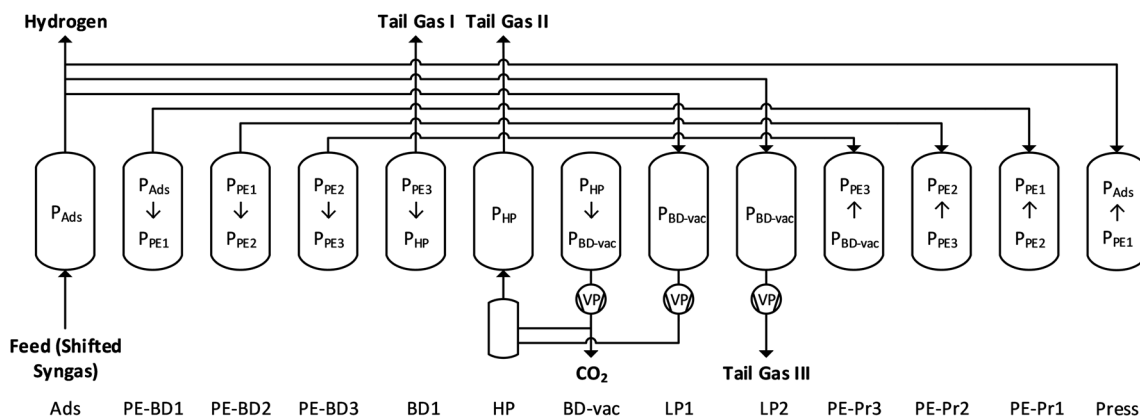 Hydrogen Tail Gas I Tail Gas II
P_Ads P_Ads P_PE1 P_PE2 P_PE3 P_HP P_HP P_BD-vac P_BD-vac P_PE3 P_PE2 P_PE1 P_Ads
↓ ↓ ↓ ↓ ↓ ↑ ↑ ↑ ↑
P_PE1 P_PE2 P_PE3 P_HP P_BD-vac P_BD-vac P_PE3 P_PE2 P_PE1
VP VP VP
Feed (Shifted
Syngas)
CO₂ Tail Gas III
Ads PE-BD1 PE-BD2 PE-BD3 BD1 HP BD-vac LP1 LP2 PE-Pr3 PE-Pr2 PE-Pr1 Press